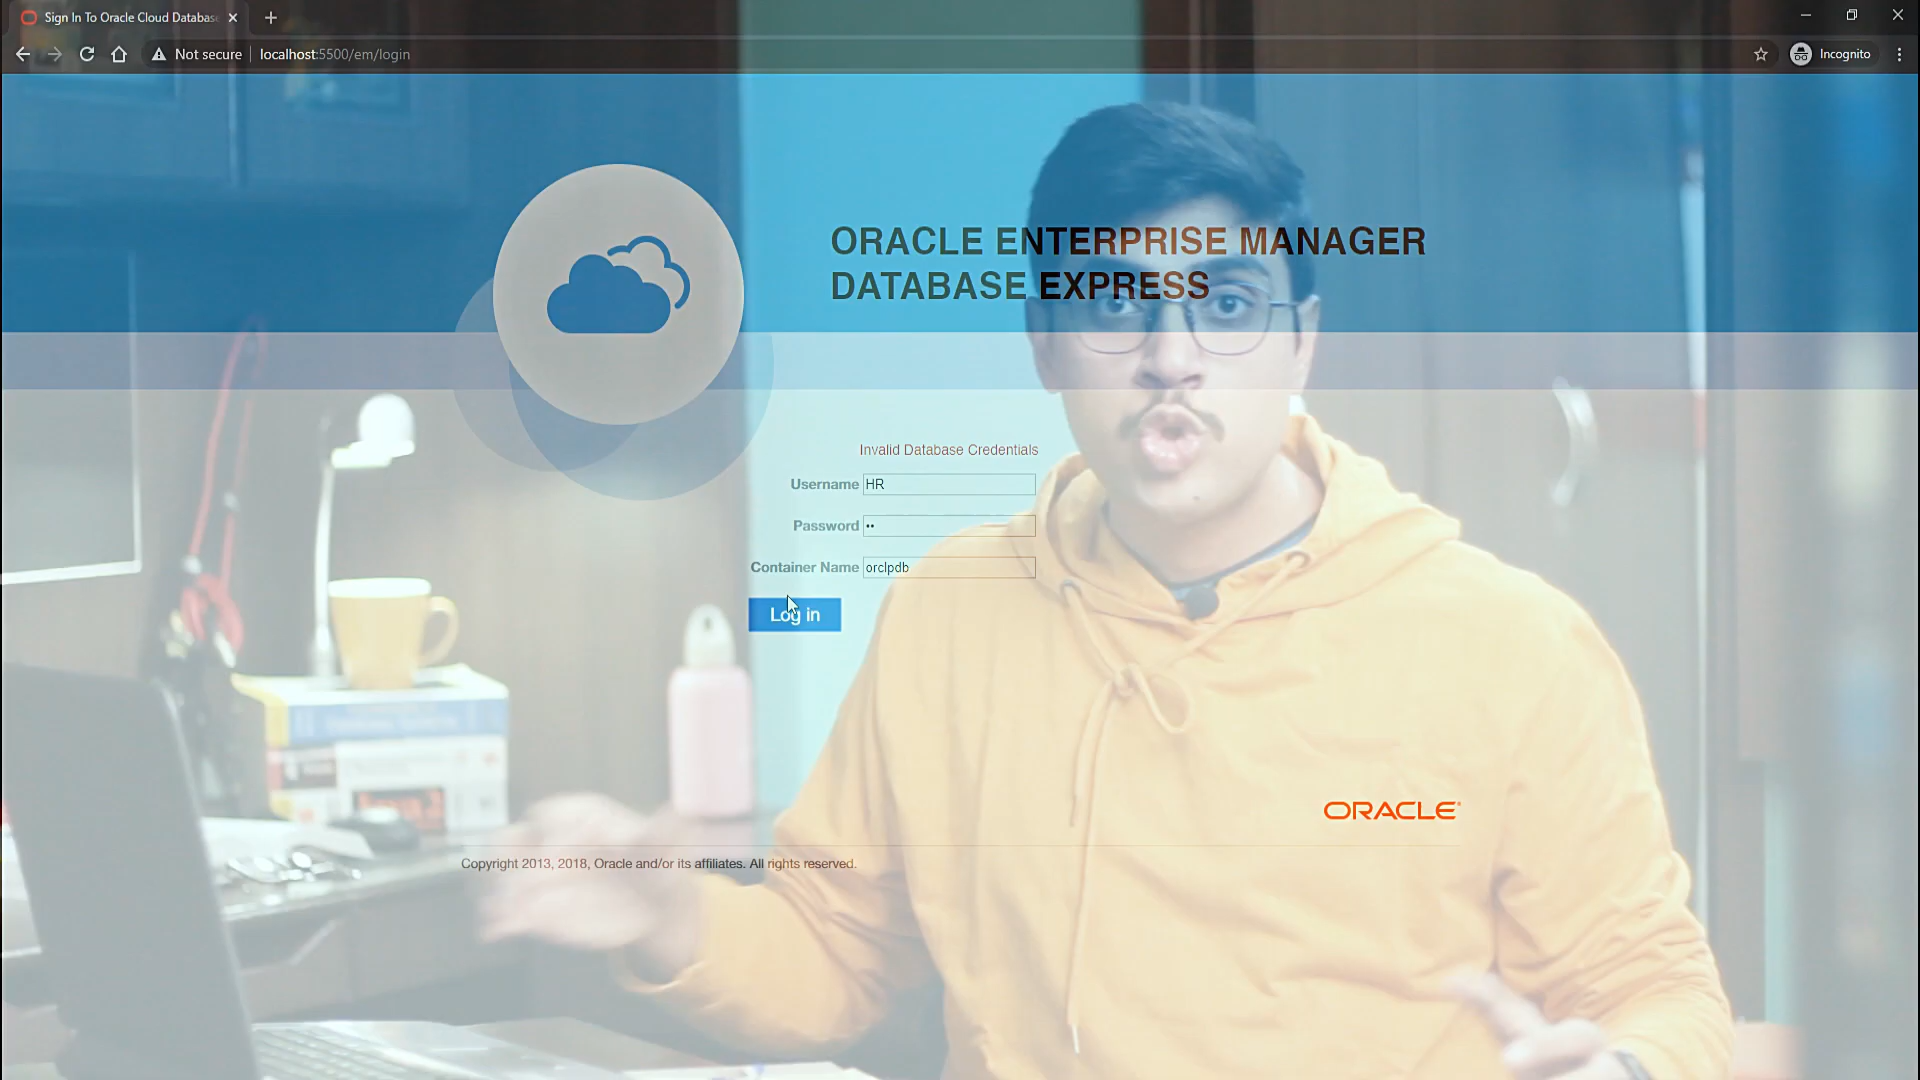 Sign In To Oracle Cloud Databas
Not secure
localhost:5500/em/login
Incognito
ORACLE ENTERPRISE MANAGER
DATABASE EXPRESS
Invalid Database Credentials
Username HR
Password ••
Container Name orclpdb
Log in
ORACLE
Copyright 2013, 2018, Oracle and/or its affiliates. All rights reserved.